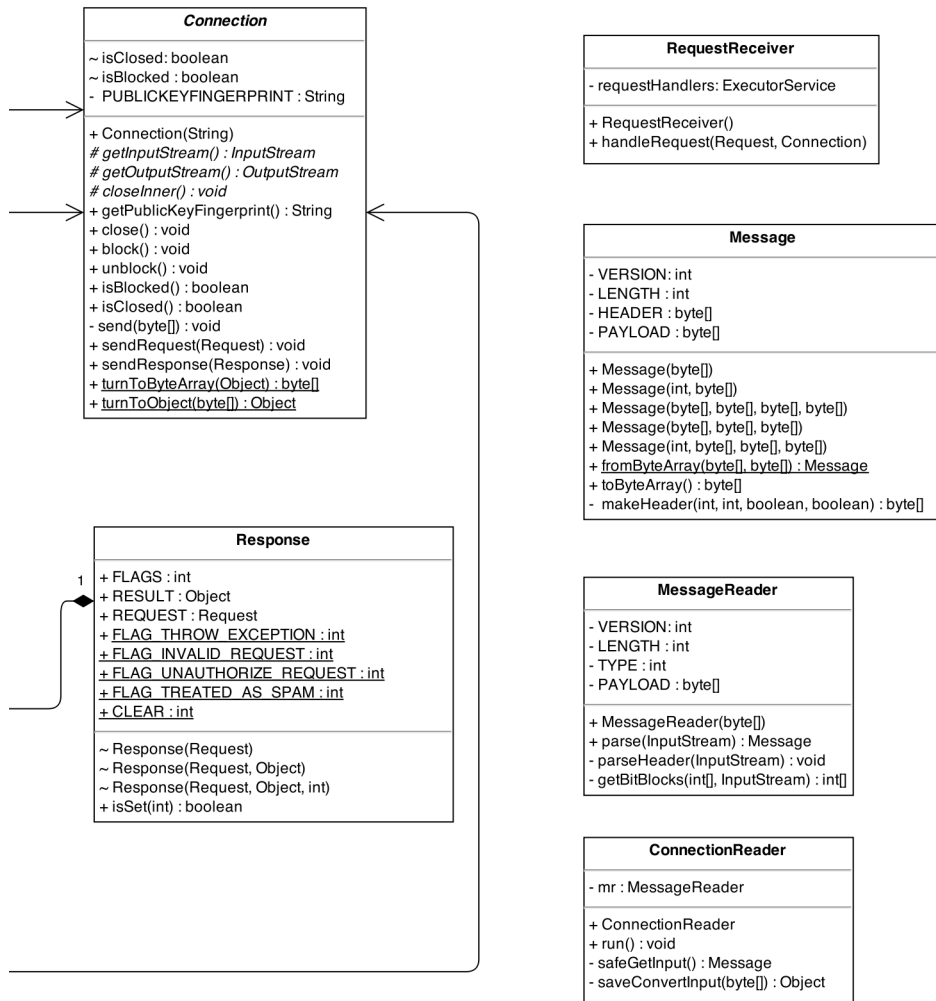 Connection
~ isClosed: boolean
~ isBlocked : boolean
- PUBLICKEYFINGERPRINT : String
+ Connection(String)
# getInputStream() : InputStream
# getOutputStream() : OutputStream
# closeInner() : void
+ getPublicKeyFingerprint() : String
+ close() : void
+ block() : void
+ unblock() : void
+ isBlocked() : boolean
+ isClosed() : boolean
- send(byte[]) : void
+ sendRequest(Request) : void
+ sendResponse(Response) : void
+ turnToByteArray(Object) : byte[]
+ turnToObject(byte[]) : Object
Response
1
+ FLAGS : int
+ RESULT : Object
+ REQUEST : Request
+ FLAG_THROW_EXCEPTION : int
+ FLAG_INVALID_REQUEST : int
+ FLAG_UNAUTHORIZE_REQUEST : int
+ FLAG_TREATED_AS_SPAM : int
+ CLEAR : int
~ Response(Request)
~ Response(Request, Object)
~ Response(Request, Object, int)
+ isSet(int) : boolean
RequestReceiver
- requestHandlers: ExecutorService
+ RequestReceiver()
+ handleRequest(Request, Connection)
Message
- VERSION: int
- LENGTH : int
- HEADER : byte[]
- PAYLOAD : byte[]
+ Message(byte[])
+ Message(int, byte[])
+ Message(byte[], byte[], byte[], byte[])
+ Message(byte[], byte[], byte[])
+ Message(int, byte[], byte[], byte[])
+ fromByteArray(byte[], byte[]) : Message
+ toByteArray() : byte[]
- makeHeader(int, int, boolean, boolean) : byte[]
MessageReader
- VERSION: int
- LENGTH : int
- TYPE : int
- PAYLOAD : byte[]
+ MessageReader(byte[])
+ parse(InputStream) : Message
- parseHeader(InputStream) : void
- getBitBlocks(int[], InputStream) : int[]
ConnectionReader
- mr : MessageReader
+ ConnectionReader
+ run() : void
- safeGetInput() : Message
- saveConvertInput(byte[]) : Object